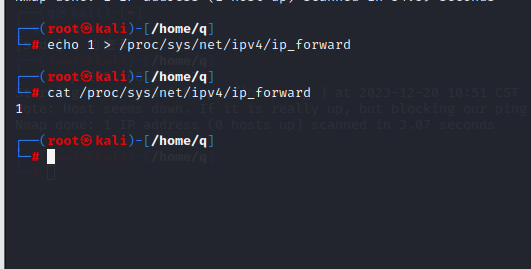 Nmap done: 1 IP address (1 host up) scanned in
┌──(root㉿kali)-[/home/q]
└─# echo 1 > /proc/sys/net/ipv4/ip_forward
┌──(root㉿kali)-[/home/q]
└─# cat /proc/sys/net/ipv4/ip_forward
at 2023-12-20 10:51 CST
1
Note: Host seems down. If it is really up, but blocking our ping
Nmap done: 1 IP address (0 hosts up) scanned in 3.07 seconds
┌──(root㉿kali)-[/home/q]
└─#